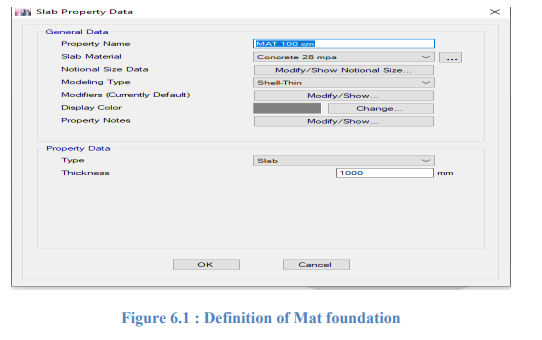 Slab Property Data
General Data
Property Name MAT 100 cm
Slab Material Concrete 28 mpa ...
Notional Size Data Modify/Show Notional Size...
Modeling Type Shell-Thin
Modifiers (Currently Default) Modify/Show...
Display Color Change...
Property Notes Modify/Show...
Property Data
Type Slab
Thickness 1000 mm
OK Cancel
Figure 6.1 : Definition of Mat foundation